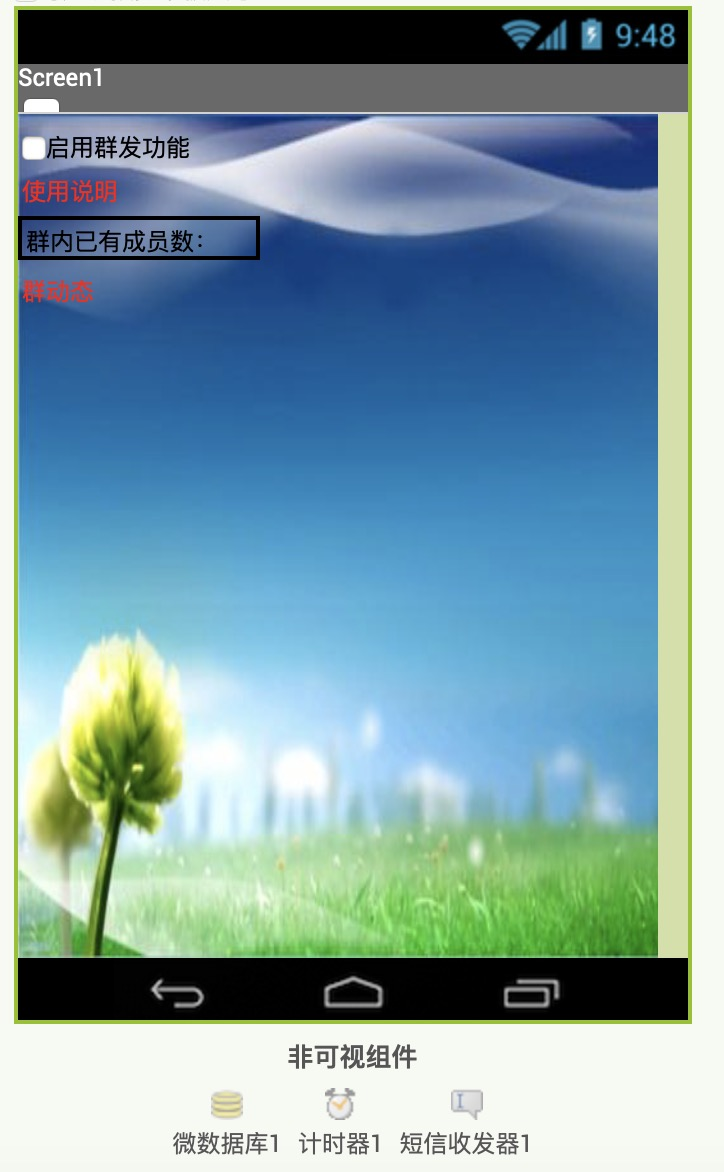 9:48
Screen1
启用群发功能
使用说明
群内已有成员数:
群动态
非可视组件
微数据库1 计时器1 短信收发器1